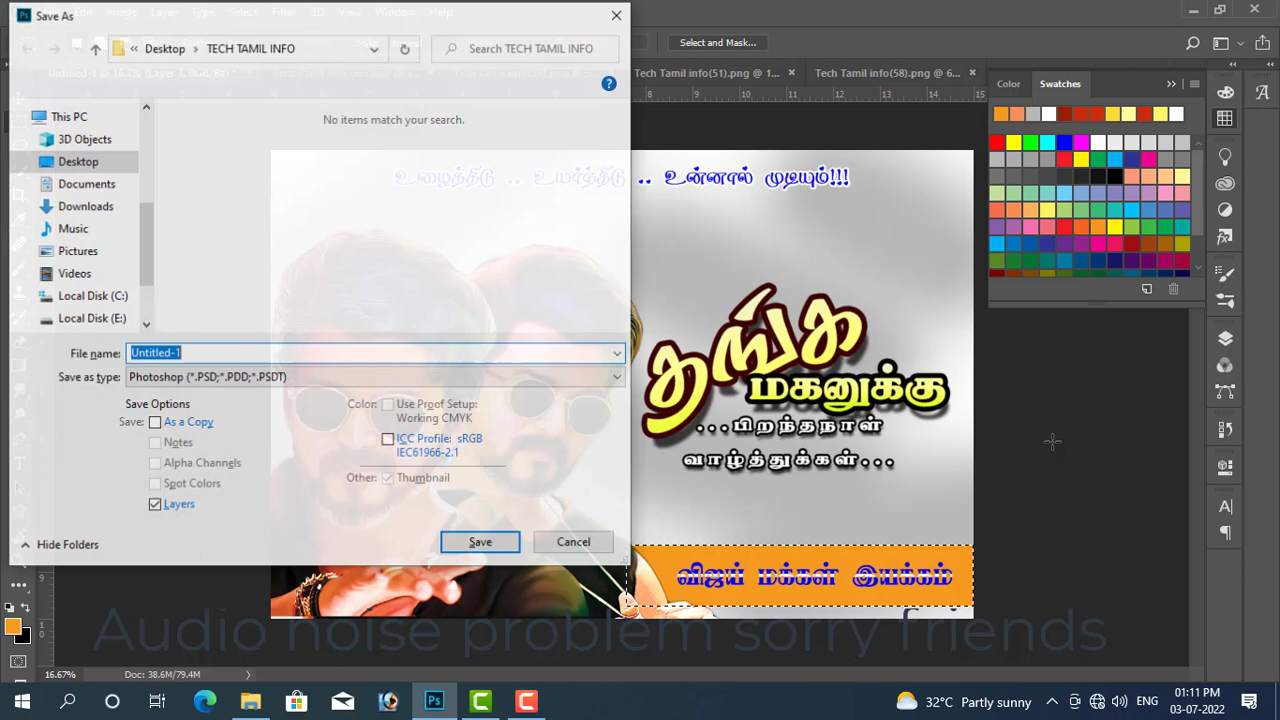 Save As
Select and Mask...
Desktop › TECH TAMIL INFO
Search TECH TAMIL INFO
Tech Tamil info(51).png @ 1...
Tech Tamil info(58).png @ 6...
Color
Swatches
This PC
No items match your search.
3D Objects
Desktop
Documents
Downloads
Music
Pictures
Videos
Local Disk (C:)
Local Disk (E:)
உழைத்திடு .. உயர்ந்திடு .. உன்னால் முடியும்!!!
தங்க
மகனுக்கு
...பிறந்தநாள்
வாழ்த்துக்கள்...
விஜய் மக்கள் இயக்கம்
File name: Untitled-1
Save as type: Photoshop (*.PSD;*.PDD;*.PSDT)
Save Options
Save: As a Copy
Notes
Alpha Channels
Spot Colors
Layers
Color: Use Proof Setup:
Working CMYK
ICC Profile: sRGB
IEC61966-2.1
Other: Thumbnail
Hide Folders
Save
Cancel
Audio noise problem sorry friends
16.67%
Doc: 38.6M/79.4M
32°C Partly sunny
ENG
01:11 PM
03-07-2022